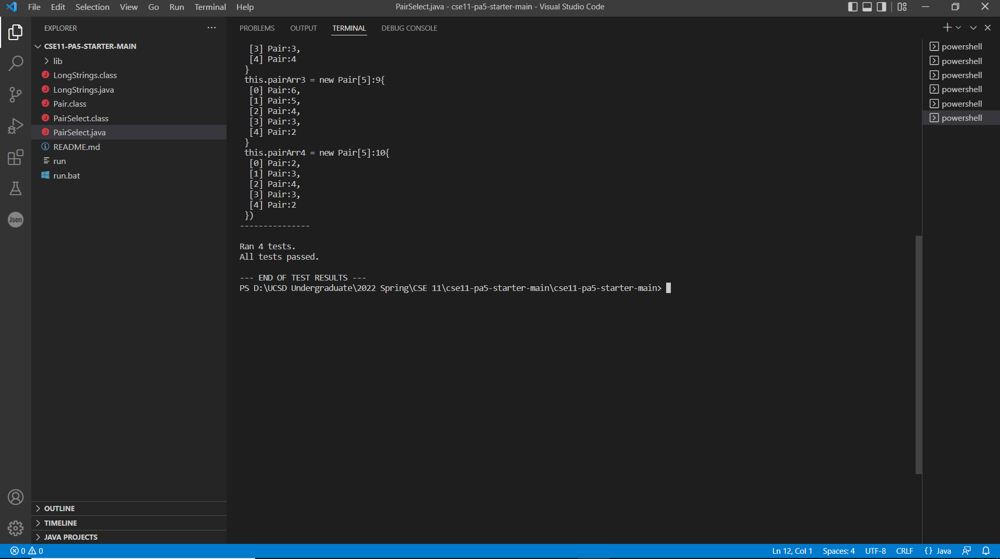 File Edit Selection View Go Run Terminal Help
PairSelect.java - cse11-pa5-starter-main - Visual Studio Code
EXPLORER
CSE11-PA5-STARTER-MAIN
lib
LongStrings.class
LongStrings.java
Pair.class
PairSelect.class
PairSelect.java
README.md
run
run.bat
Json
OUTLINE
TIMELINE
JAVA PROJECTS
PROBLEMS OUTPUT TERMINAL DEBUG CONSOLE
[3] Pair:3,
[4] Pair:4
}
this.pairArr3 = new Pair[5]:9{
[0] Pair:6,
[1] Pair:5,
[2] Pair:4,
[3] Pair:3,
[4] Pair:2
}
this.pairArr4 = new Pair[5]:10{
[0] Pair:2,
[1] Pair:3,
[2] Pair:4,
[3] Pair:3,
[4] Pair:2
})
---------------
Ran 4 tests.
All tests passed.
--- END OF TEST RESULTS ---
PS D:\UCSD Undergraduate\2022 Spring\CSE 11\cse11-pa5-starter-main\cse11-pa5-starter-main>
powershell
powershell
powershell
powershell
powershell
powershell
0 0
Ln 12, Col 1 Spaces: 4 UTF-8 CRLF {} Java